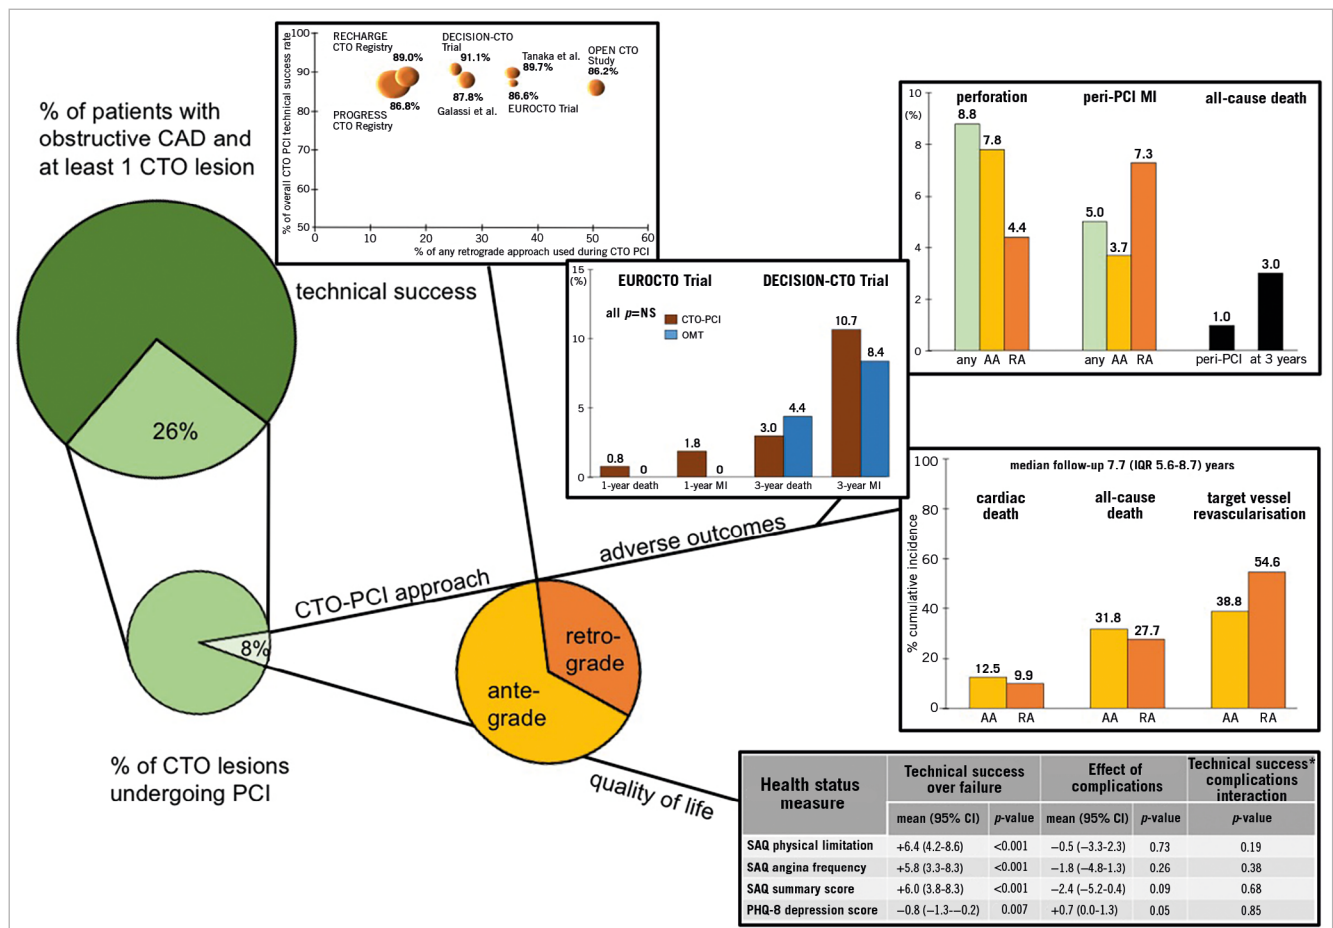 % of patients with
obstructive CAD and
at least 1 CTO lesion
26%
8%
% of CTO lesions
undergoing PCI
technical success
CTO-PCI approach
adverse outcomes
quality of life
retro-
grade
ante-
grade
% of overall CTO PCI technical success rate
100
90
80
70
60
50
0 10 20 30 40 50 60
% of any retrograde approach used during CTO PCI
RECHARGE
CTO Registry
89.0%
86.8%
PROGRESS
CTO Registry
DECISION-CTO
Trial
91.1%
87.8%
Galassi et al.
Tanaka et al.
89.7%
86.6%
EUROCTO Trial
OPEN CTO
Study
86.2%
15
(%)
10
5
0
EUROCTO Trial
DECISION-CTO Trial
all p=NS
CTO-PCI
OMT
0.8 0 1.8 0 3.0 4.4 10.7 8.4
1-year death 1-year MI 3-year death 3-year MI
10
(%)
8
6
4
2
0
perforation peri-PCI MI all-cause death
8.8 7.8 4.4 5.0 3.7 7.3 1.0 3.0
any AA RA any AA RA peri-PCI at 3 years
% cumulative incidence
100
80
60
40
20
0
median follow-up 7.7 (IQR 5.6-8.7) years
cardiac
death
all-cause
death
target vessel
revascularisation
12.5 9.9 31.8 27.7 38.8 54.6
AA RA AA RA AA RA
Health status
measure
Technical success
over failure
Effect of
complications
Technical success*
complications
interaction
mean (95% CI) p-value mean (95% CI) p-value p-value
SAQ physical limitation +6.4 (4.2-8.6) <0.001 −0.5 (−3.3-2.3) 0.73 0.19
SAQ angina frequency +5.8 (3.3-8.3) <0.001 −1.8 (−4.8-1.3) 0.26 0.38
SAQ summary score +6.0 (3.8-8.3) <0.001 −2.4 (−5.2-0.4) 0.09 0.68
PHQ-8 depression score −0.8 (−1.3-−0.2) 0.007 +0.7 (0.0-1.3) 0.05 0.85